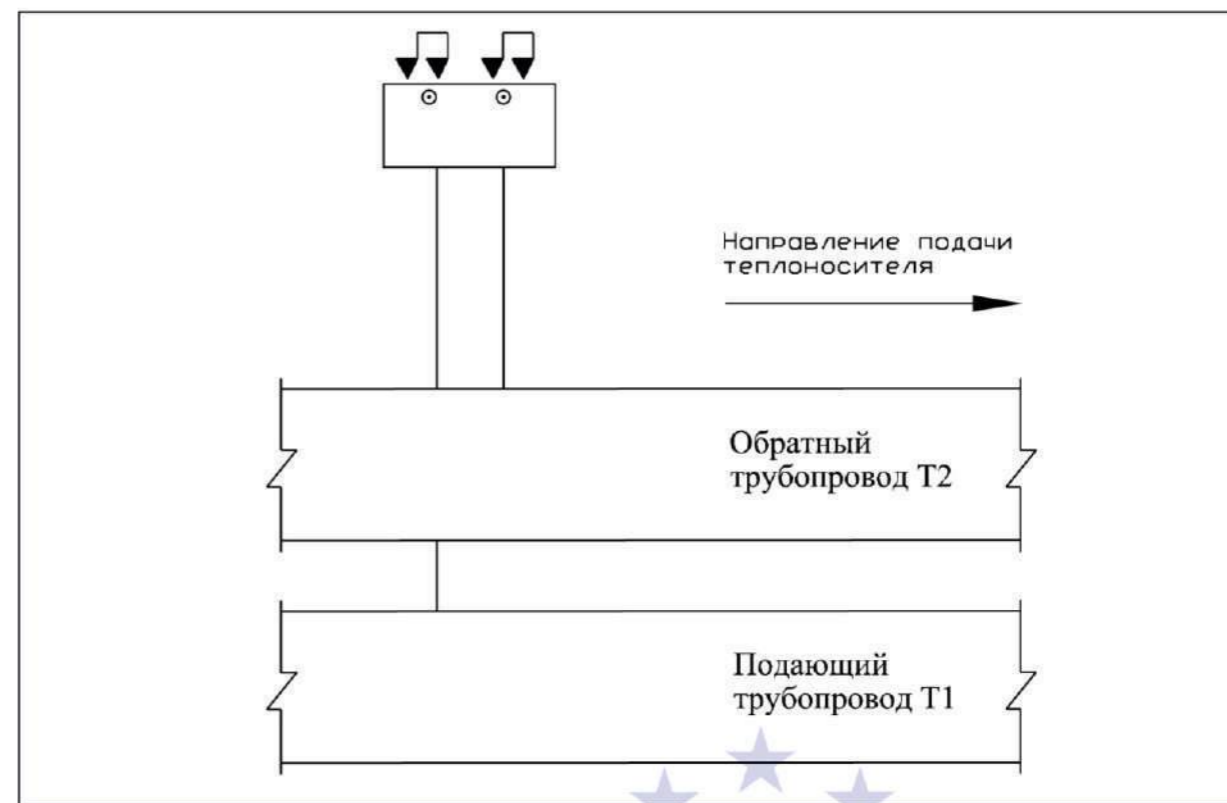 Направление подачи
теплоносителя
Обратный
трубопровод Т2
Подающий
трубопровод Т1